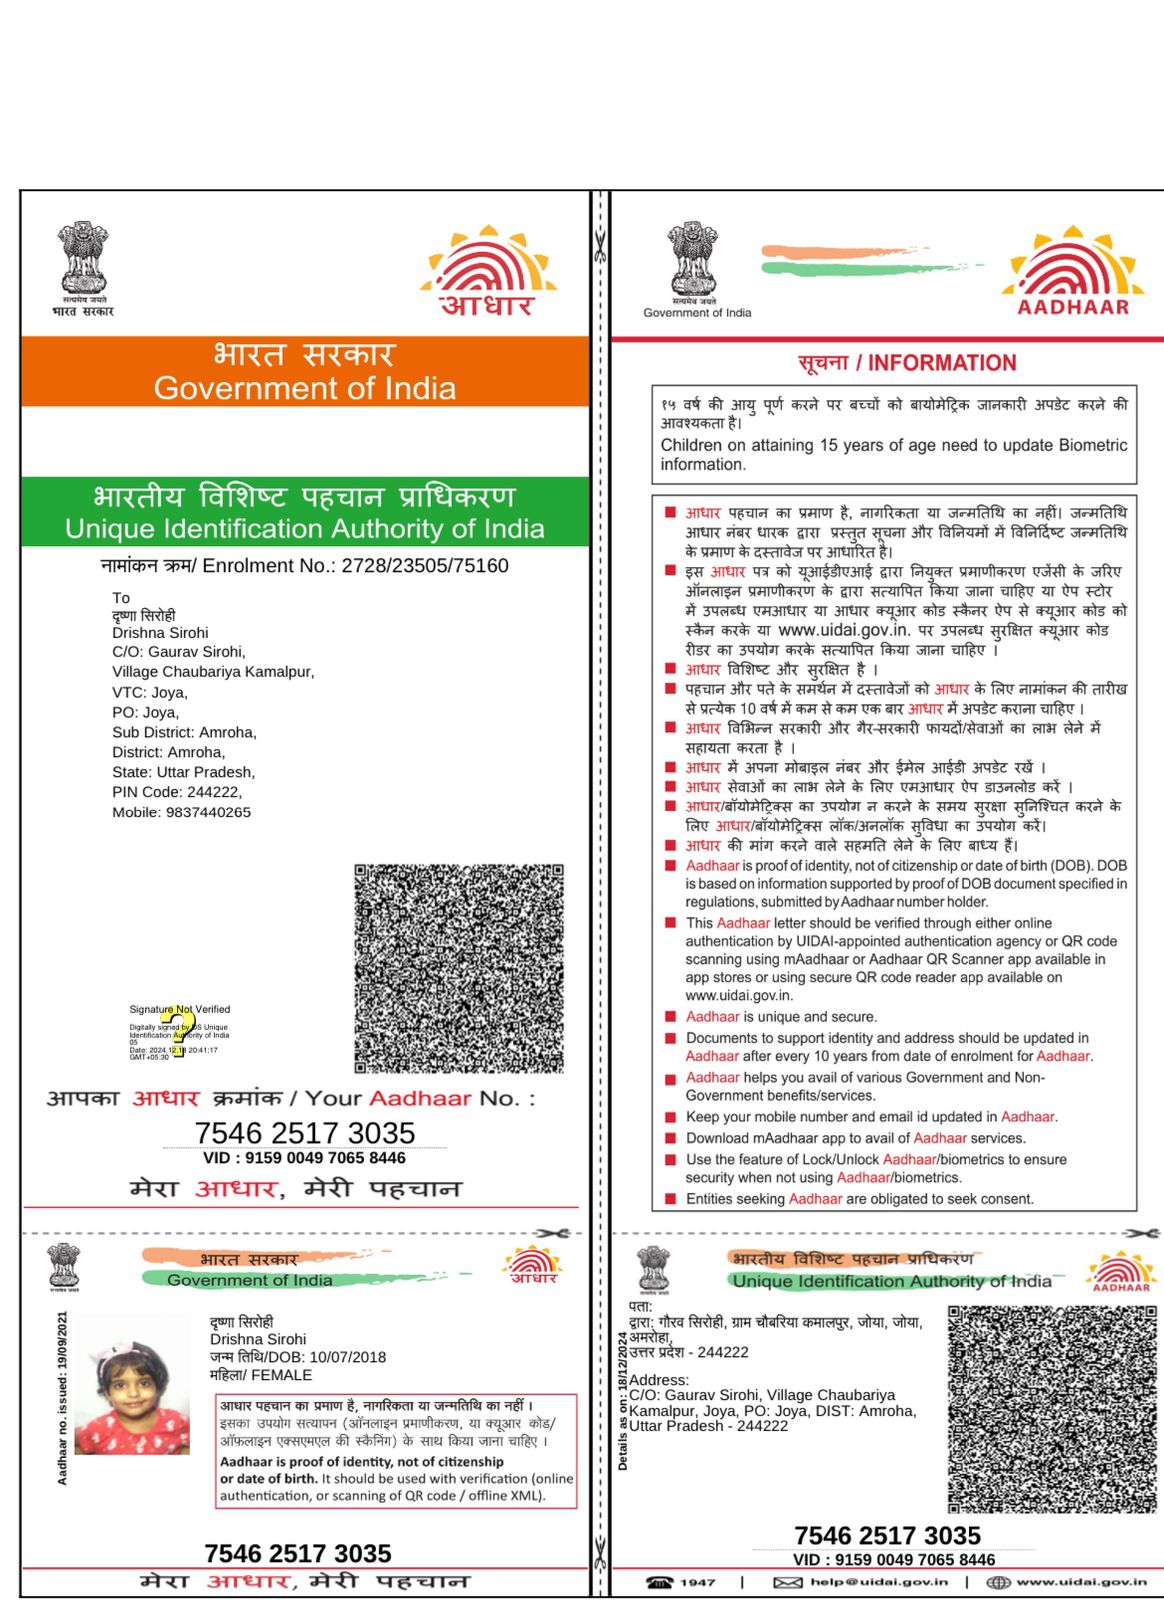 सत्यमेव जयते
भारत सरकार
आधार
भारत सरकार
Government of India
भारतीय विशिष्ट पहचान प्राधिकरण
Unique Identification Authority of India
नामांकन क्रम/ Enrolment No.: 2728/23505/75160
To
दृष्णा सिरोही
Drishna Sirohi
C/O: Gaurav Sirohi,
Village Chaubariya Kamalpur,
VTC: Joya,
PO: Joya,
Sub District: Amroha,
District: Amroha,
State: Uttar Pradesh,
PIN Code: 244222,
Mobile: 9837440265
Signature Not Verified
Digitally signed by DS Unique
Identification Authority of India
05
Date: 2024.12.18 20:41:17
GMT+05:30
आपका आधार क्रमांक / Your Aadhaar No. :
7546 2517 3035
VID : 9159 0049 7065 8446
मेरा आधार, मेरी पहचान
सत्यमेव जयते
Government of India
AADHAAR
सूचना / INFORMATION
१५ वर्ष की आयु पूर्ण करने पर बच्चों को बायोमेट्रिक जानकारी अपडेट करने की
आवश्यकता है।
Children on attaining 15 years of age need to update Biometric
information.
आधार पहचान का प्रमाण है, नागरिकता या जन्मतिथि का नहीं। जन्मतिथि
आधार नंबर धारक द्वारा प्रस्तुत सूचना और विनियमों में विनिर्दिष्ट जन्मतिथि
के प्रमाण के दस्तावेज पर आधारित है।
इस आधार पत्र को यूआईडीएआई द्वारा नियुक्त प्रमाणीकरण एजेंसी के जरिए
ऑनलाइन प्रमाणीकरण के द्वारा सत्यापित किया जाना चाहिए या ऐप स्टोर
में उपलब्ध एमआधार या आधार क्यूआर कोड स्कैनर ऐप से क्यूआर कोड को
स्कैन करके या www.uidai.gov.in. पर उपलब्ध सुरक्षित क्यूआर कोड
रीडर का उपयोग करके सत्यापित किया जाना चाहिए ।
आधार विशिष्ट और सुरक्षित है ।
पहचान और पते के समर्थन में दस्तावेजों को आधार के लिए नामांकन की तारीख
से प्रत्येक 10 वर्ष में कम से कम एक बार आधार में अपडेट कराना चाहिए ।
आधार विभिन्न सरकारी और गैर-सरकारी फायदों/सेवाओं का लाभ लेने में
सहायता करता है ।
आधार में अपना मोबाइल नंबर और ईमेल आईडी अपडेट रखें ।
आधार सेवाओं का लाभ लेने के लिए एमआधार ऐप डाउनलोड करें ।
आधार/बॉयोमेट्रिक्स का उपयोग न करने के समय सुरक्षा सुनिश्चित करने के
लिए आधार/बॉयोमेट्रिक्स लॉक/अनलॉक सुविधा का उपयोग करें।
आधार की मांग करने वाले सहमति लेने के लिए बाध्य हैं।
Aadhaar is proof of identity, not of citizenship or date of birth (DOB). DOB
is based on information supported by proof of DOB document specified in
regulations, submitted by Aadhaar number holder.
This Aadhaar letter should be verified through either online
authentication by UIDAI-appointed authentication agency or QR code
scanning using mAadhaar or Aadhaar QR Scanner app available in
app stores or using secure QR code reader app available on
www.uidai.gov.in.
Aadhaar is unique and secure.
Documents to support identity and address should be updated in
Aadhaar after every 10 years from date of enrolment for Aadhaar.
Aadhaar helps you avail of various Government and Non-
Government benefits/services.
Keep your mobile number and email id updated in Aadhaar.
Download mAadhaar app to avail of Aadhaar services.
Use the feature of Lock/Unlock Aadhaar/biometrics to ensure
security when not using Aadhaar/biometrics.
Entities seeking Aadhaar are obligated to seek consent.
भारत सरकार
Government of India
आधार
Aadhaar no. issued: 19/09/2021
दृष्णा सिरोही
Drishna Sirohi
जन्म तिथि/DOB: 10/07/2018
महिला/ FEMALE
आधार पहचान का प्रमाण है, नागरिकता या जन्मतिथि का नहीं ।
इसका उपयोग सत्यापन (ऑनलाइन प्रमाणीकरण, या क्यूआर कोड/
ऑफ़लाइन एक्सएमएल की स्कैनिंग) के साथ किया जाना चाहिए ।
Aadhaar is proof of identity, not of citizenship
or date of birth. It should be used with verification (online
authentication, or scanning of QR code / offline XML).
7546 2517 3035
मेरा आधार, मेरी पहचान
भारतीय विशिष्ट पहचान प्राधिकरण
Unique Identification Authority of India
AADHAAR
Details as on: 18/12/2024
पता:
द्वारा: गौरव सिरोही, ग्राम चौबरिया कमालपुर, जोया, जोया,
अमरोहा,
उत्तर प्रदेश - 244222
Address:
C/O: Gaurav Sirohi, Village Chaubariya
Kamalpur, Joya, PO: Joya, DIST: Amroha,
Uttar Pradesh - 244222
7546 2517 3035
VID : 9159 0049 7065 8446
1947 | help@uidai.gov.in | www.uidai.gov.in